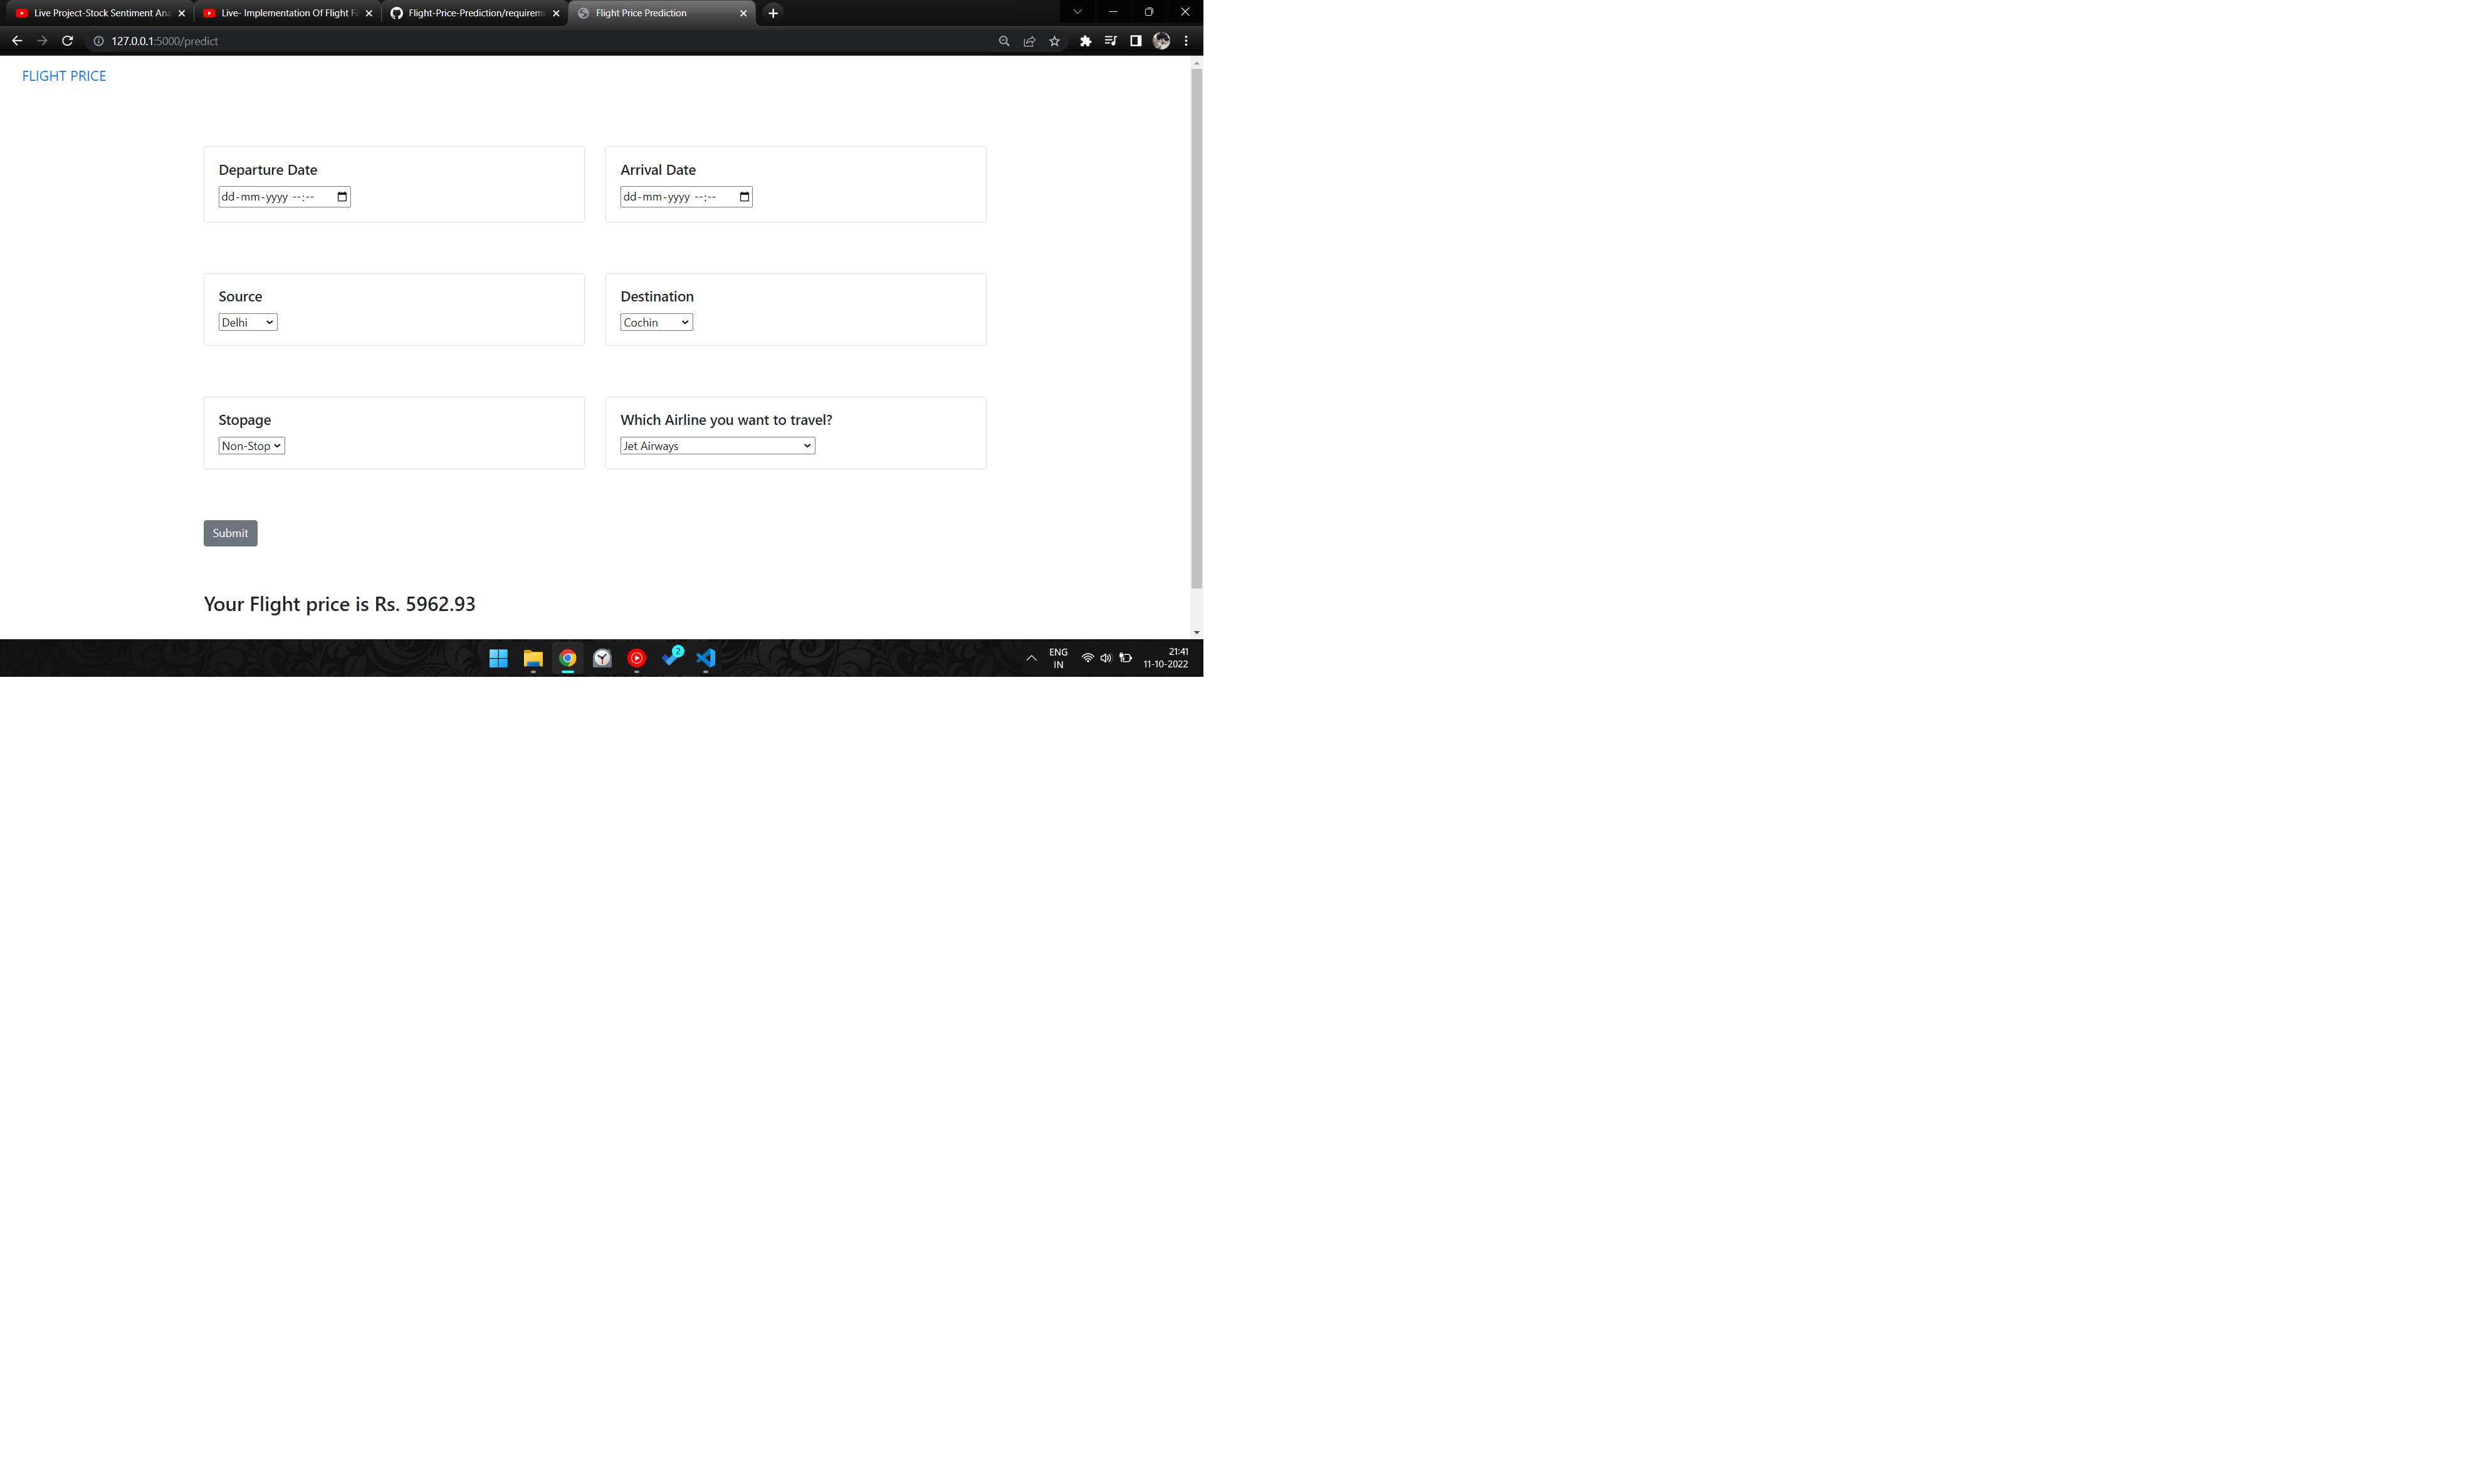 Live Project-Stock Sentiment Ana
Live- Implementation Of Flight Fa
Flight-Price-Prediction/requirem
Flight Price Prediction
127.0.0.1:5000/predict
FLIGHT PRICE
Departure Date
Arrival Date
dd-mm-yyyy --:--
dd-mm-yyyy --:--
Source
Destination
Delhi
Cochin
Stopage
Which Airline you want to travel?
Non-Stop
Jet Airways
Submit
Your Flight price is Rs. 5962.93
2
ENG
IN
21:41
11-10-2022